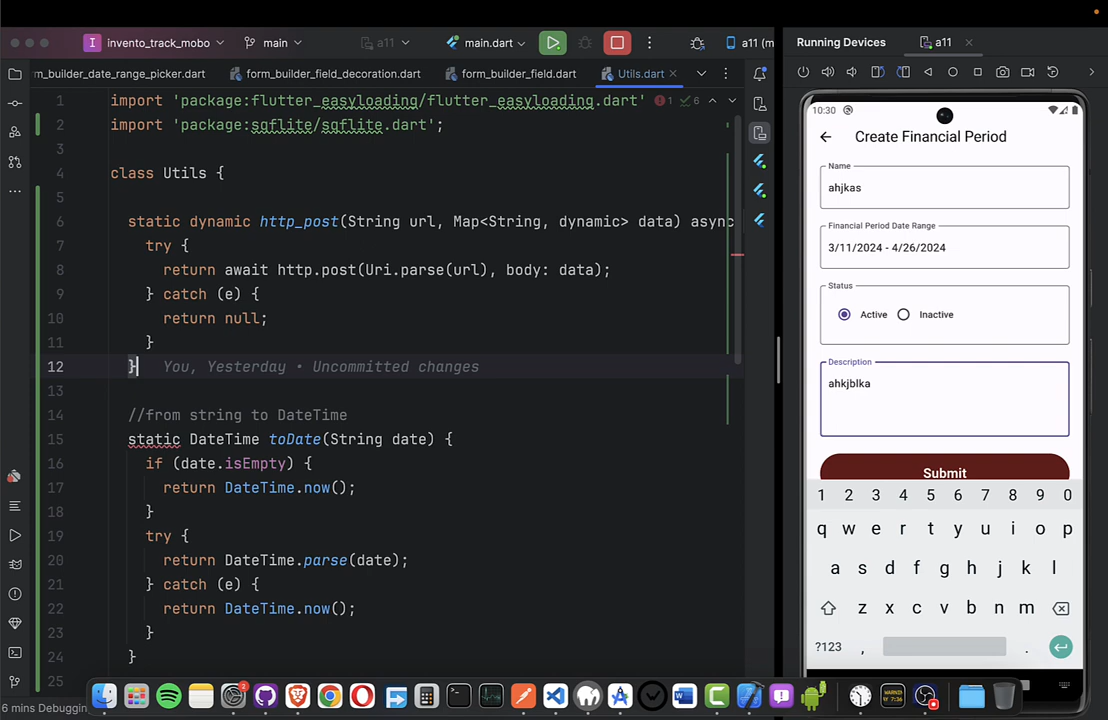 I invento_track_mobo main a11 main.dart a11 (m
rm_builder_date_range_picker.dart form_builder_field_decoration.dart form_builder_field.dart Utils.dart
1 import 'package:flutter_easyloading/flutter_easyloading.dart' 1 6
2 import 'package:sqflite/sqflite.dart';
3
4 class Utils {
5
6 static dynamic http_post(String url, Map<String, dynamic> data) async
7 try {
8 return await http.post(Uri.parse(url), body: data);
9 } catch (e) {
10 return null;
11 }
12 } You, Yesterday • Uncommitted changes
13
14 //from string to DateTime
15 static DateTime toDate(String date) {
16 if (date.isEmpty) {
17 return DateTime.now();
18 }
19 try {
20 return DateTime.parse(date);
21 } catch (e) {
22 return DateTime.now();
23 }
24 }
25
6 mins Debuggin
Running Devices a11
10:30
Create Financial Period
Name
ahjkas
Financial Period Date Range
3/11/2024 - 4/26/2024
Status
Active Inactive
Description
ahkjblka
Submit
1 2 3 4 5 6 7 8 9 0
q w e r t y u i o p
a s d f g h j k l
z x c v b n m
?123 , .
2